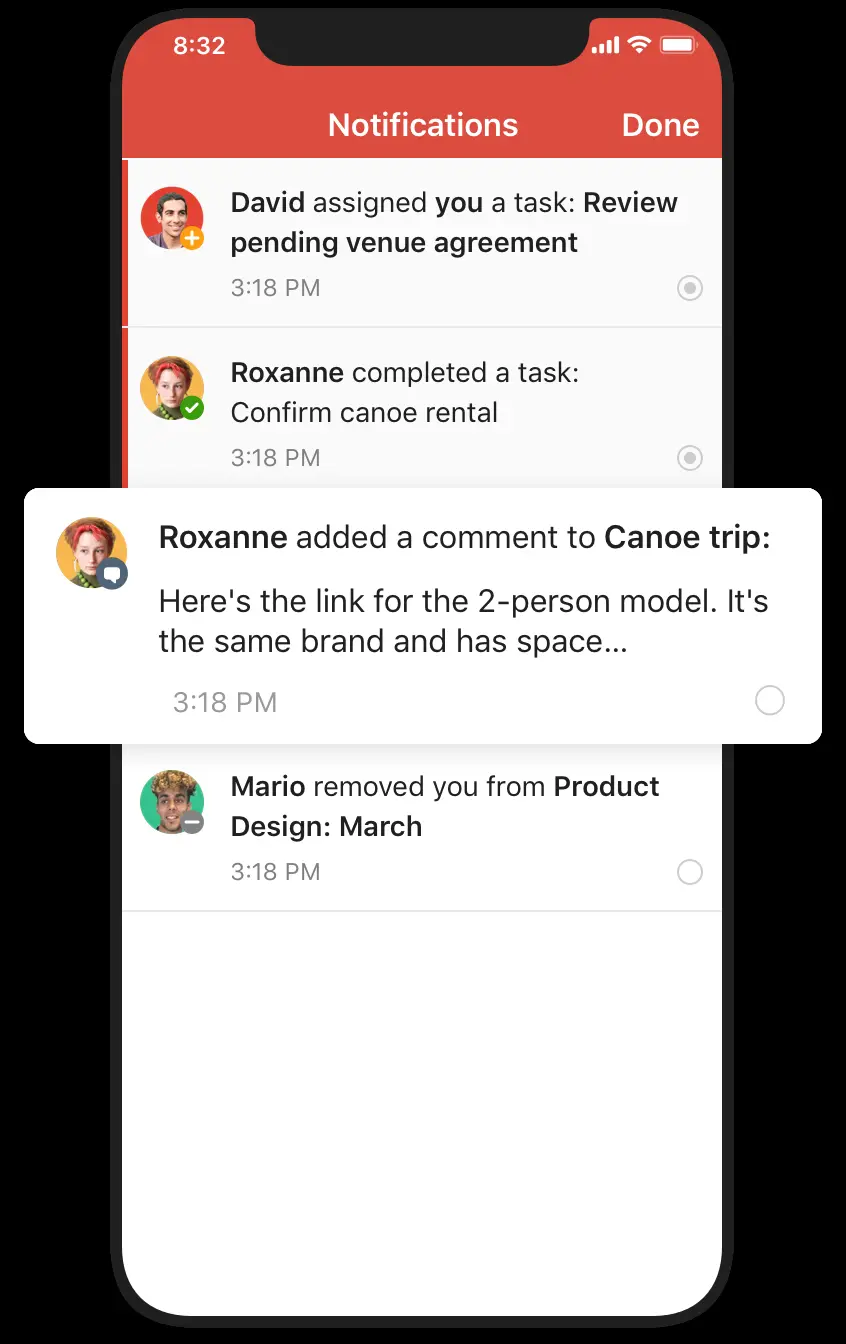 8:32
Notifications
Done
David assigned you a task: Review
pending venue agreement
3:18 PM
Roxanne completed a task:
Confirm canoe rental
3:18 PM
Roxanne added a comment to Canoe trip:
Here's the link for the 2-person model. It's
the same brand and has space...
3:18 PM
Mario removed you from Product
Design: March
3:18 PM